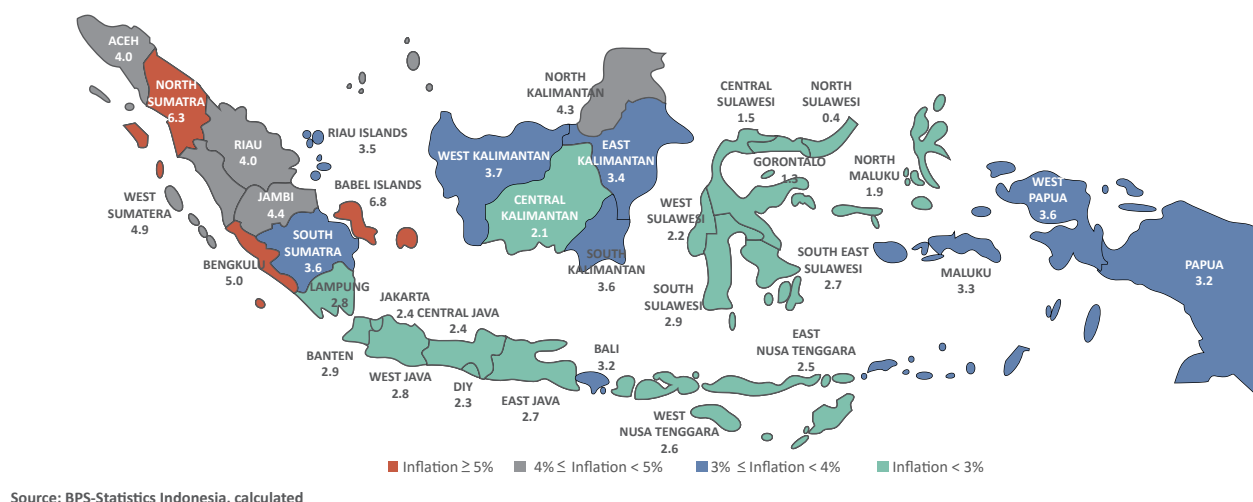 ACEH
4.0
NORTH
SUMATRA
6.3
RIAU
4.0
RIAU ISLANDS
3.5
WEST
SUMATERA
4.9
JAMBI
4.4
BABEL ISLANDS
6.8
SOUTH
SUMATRA
3.6
BENGKULU
5.0
LAMPUNG
2.8
NORTH
KALIMANTAN
4.3
WEST KALIMANTAN
3.7
EAST
KALIMANTAN
3.4
CENTRAL
KALIMANTAN
2.1
SOUTH
KALIMANTAN
3.6
CENTRAL
SULAWESI
1.5
NORTH
SULAWESI
0.4
GORONTALO
1.3
NORTH
MALUKU
1.9
WEST
SULAWESI
2.2
SOUTH EAST
SULAWESI
2.7
SOUTH
SULAWESI
2.9
MALUKU
3.3
WEST
PAPUA
3.6
PAPUA
3.2
JAKARTA
2.4
CENTRAL JAVA
2.4
BANTEN
2.9
WEST JAVA
2.8
DIY
2.3
EAST JAVA
2.7
BALI
3.2
EAST
NUSA TENGGARA
2.5
WEST
NUSA TENGGARA
2.6
Inflation ≥ 5%
4% ≤ Inflation < 5%
3% ≤ Inflation < 4%
Inflation < 3%
Source: BPS-Statistics Indonesia, calculated